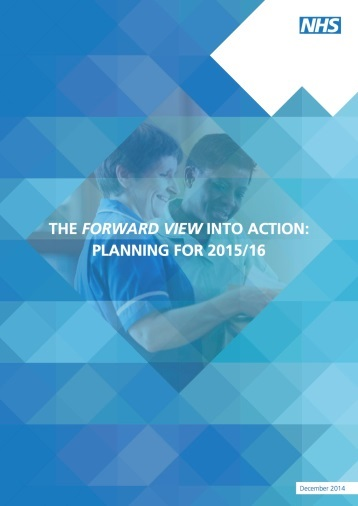 NHS
THE FORWARD VIEW INTO ACTION:
PLANNING FOR 2015/16
December 2014